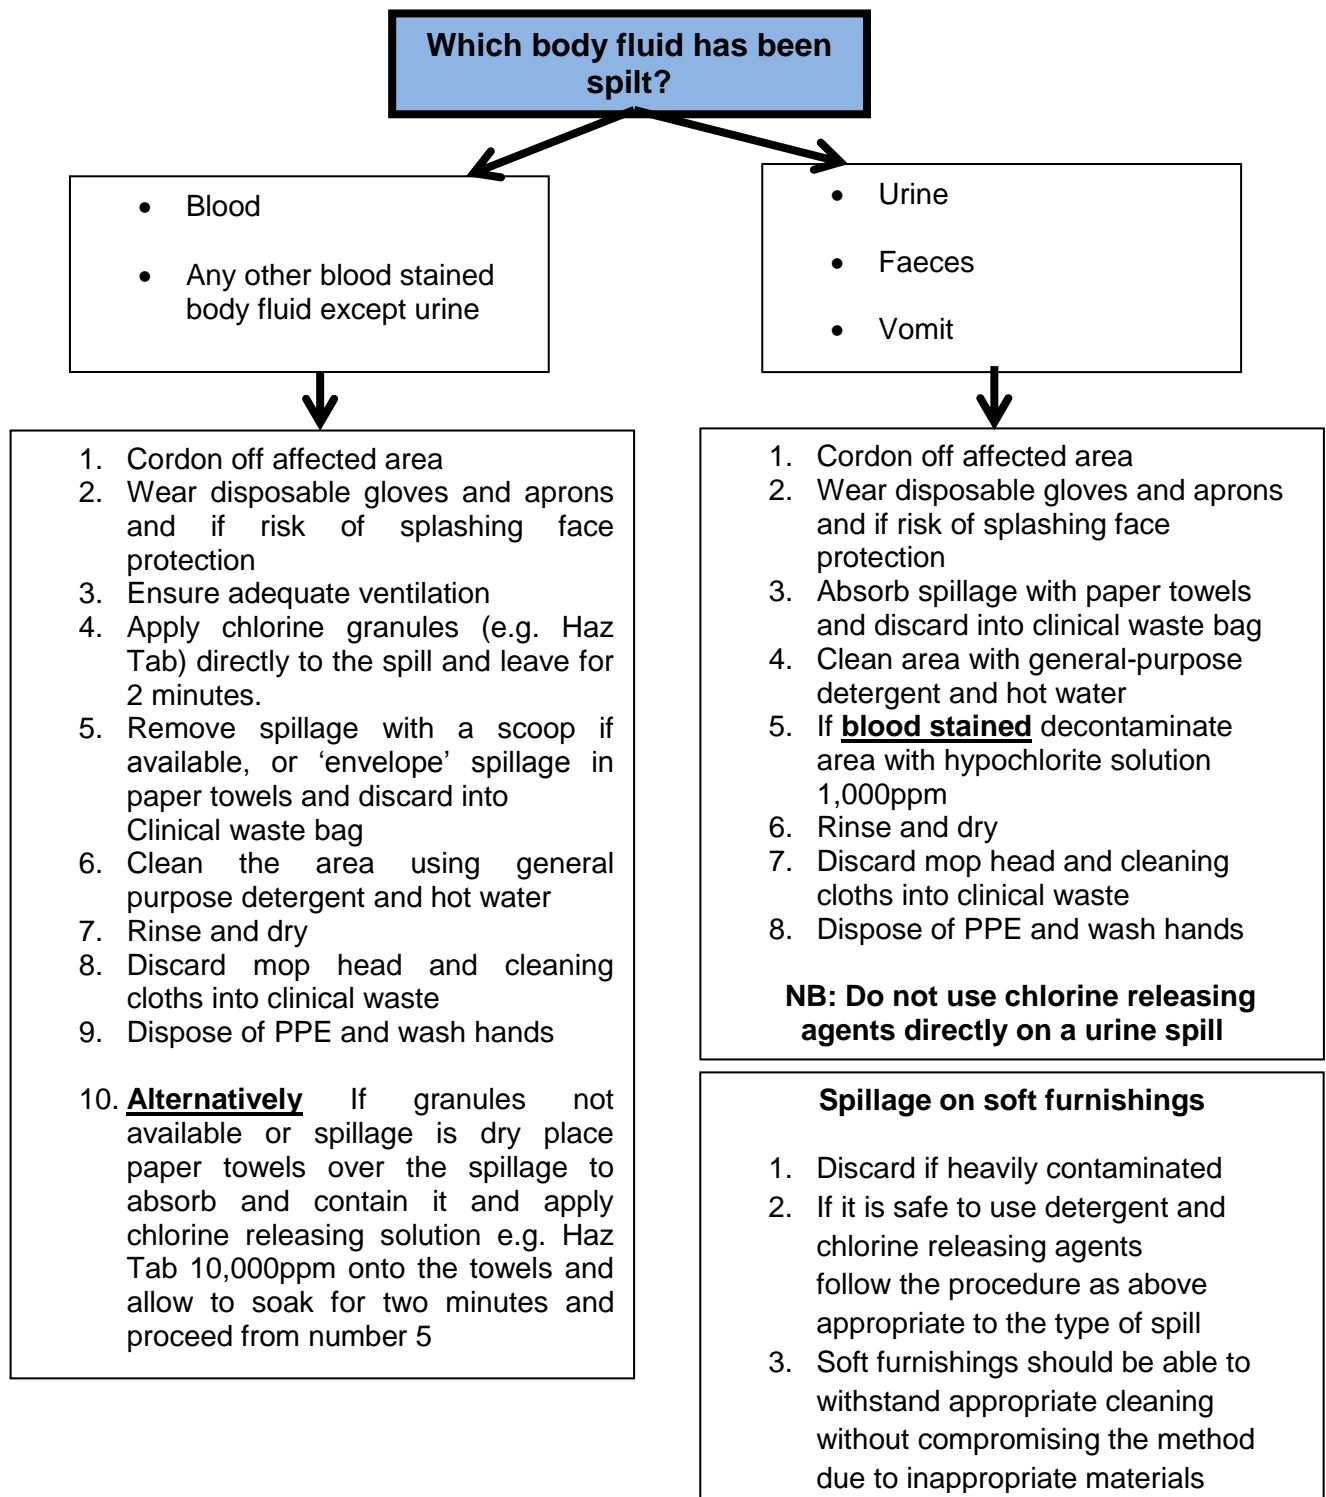 Which body fluid has been
spilt?
• Blood
• Any other blood stained
body fluid except urine
• Urine
• Faeces
• Vomit
1. Cordon off affected area
2. Wear disposable gloves and aprons
and if risk of splashing face
protection
3. Ensure adequate ventilation
4. Apply chlorine granules (e.g. Haz
Tab) directly to the spill and leave for
2 minutes.
5. Remove spillage with a scoop if
available, or ‘envelope’ spillage in
paper towels and discard into
Clinical waste bag
6. Clean the area using general
purpose detergent and hot water
7. Rinse and dry
8. Discard mop head and cleaning
cloths into clinical waste
9. Dispose of PPE and wash hands
10. Alternatively If granules not
available or spillage is dry place
paper towels over the spillage to
absorb and contain it and apply
chlorine releasing solution e.g. Haz
Tab 10,000ppm onto the towels and
allow to soak for two minutes and
proceed from number 5
1. Cordon off affected area
2. Wear disposable gloves and aprons
and if risk of splashing face
protection
3. Absorb spillage with paper towels
and discard into clinical waste bag
4. Clean area with general-purpose
detergent and hot water
5. If blood stained decontaminate
area with hypochlorite solution
1,000ppm
6. Rinse and dry
7. Discard mop head and cleaning
cloths into clinical waste
8. Dispose of PPE and wash hands
NB: Do not use chlorine releasing
agents directly on a urine spill
Spillage on soft furnishings
1. Discard if heavily contaminated
2. If it is safe to use detergent and
chlorine releasing agents
follow the procedure as above
appropriate to the type of spill
3. Soft furnishings should be able to
withstand appropriate cleaning
without compromising the method
due to inappropriate materials